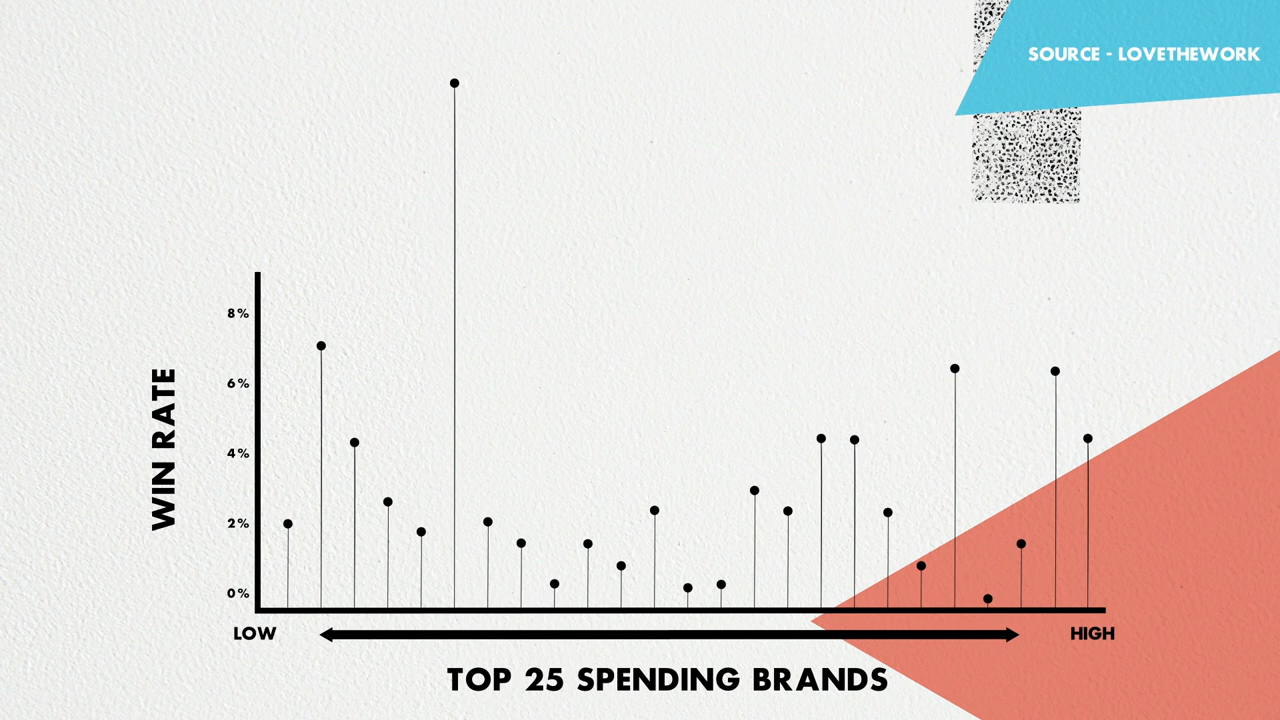 SOURCE - LOVETHEWORK
WIN RATE
8%
6%
4%
2%
0%
LOW
HIGH
TOP 25 SPENDING BRANDS